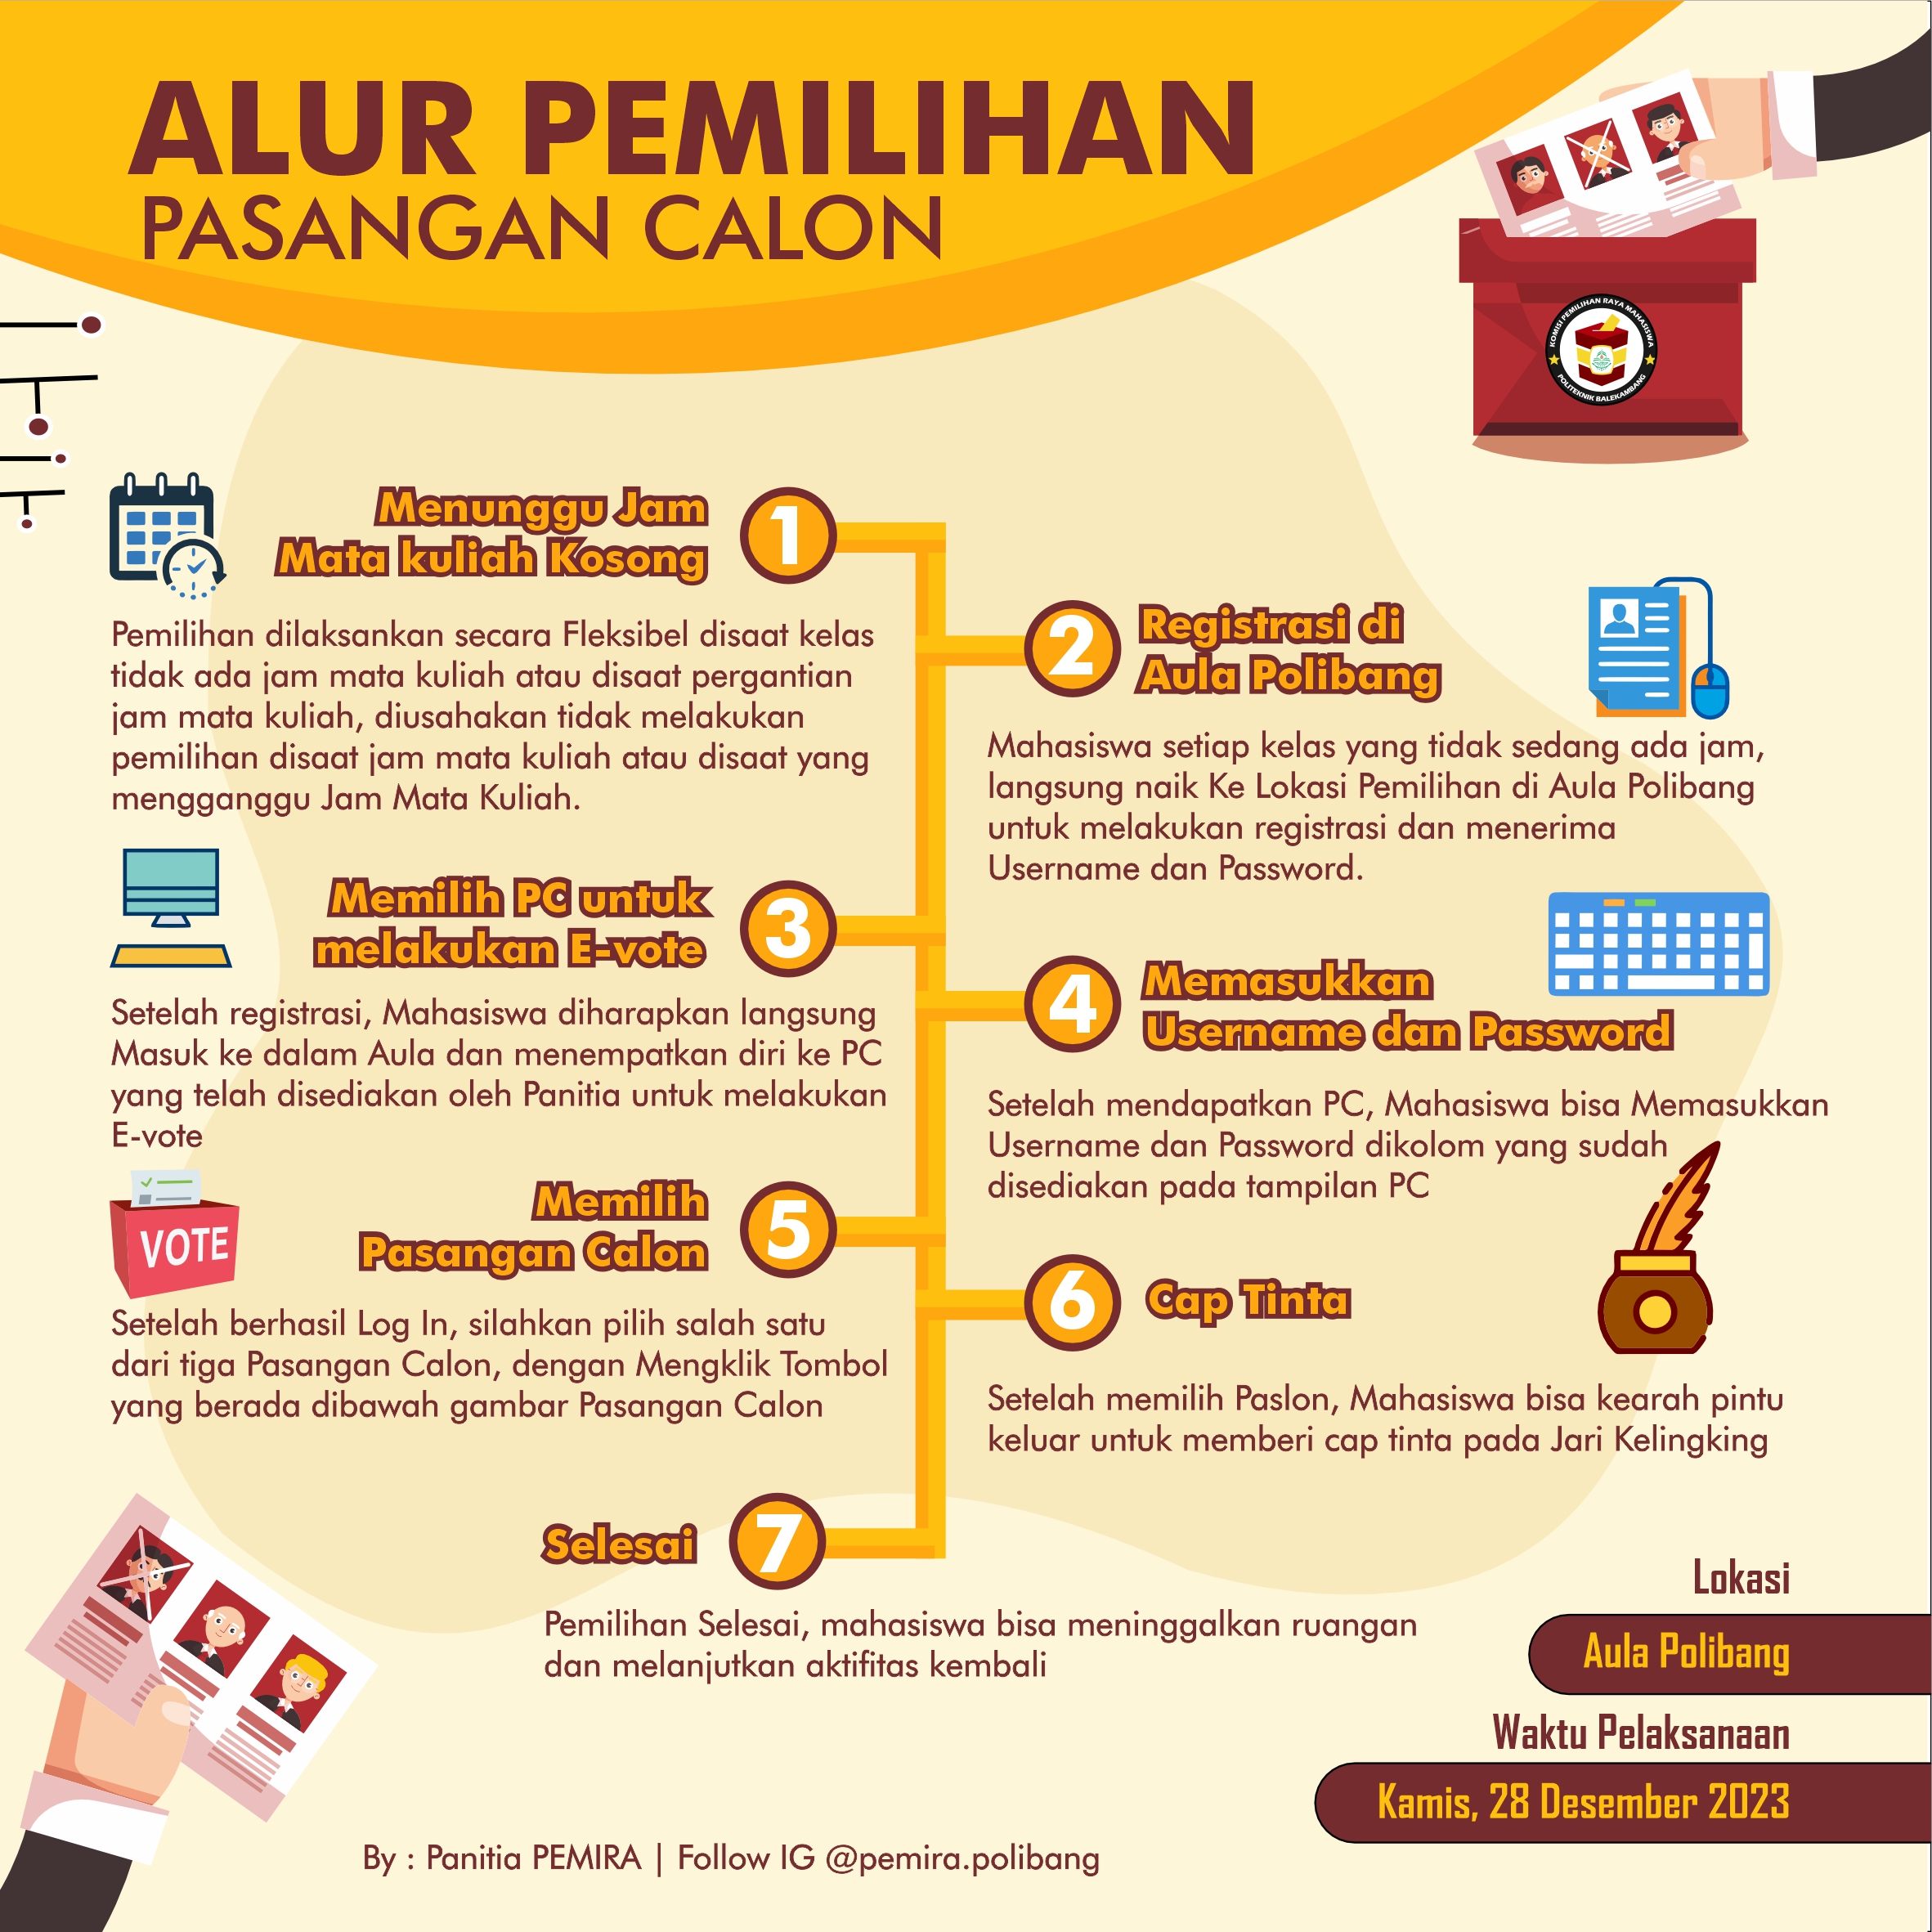 ALUR PEMILIHAN
PASANGAN CALON
KOMISI PEMILIHAN RAYA MAHASISWA
POLITEKNIK BALEKAMBANG
1
Menunggu Jam
Mata kuliah Kosong
Pemilihan dilaksankan secara Fleksibel disaat kelas
tidak ada jam mata kuliah atau disaat pergantian
jam mata kuliah, diusahakan tidak melakukan
pemilihan disaat jam mata kuliah atau disaat yang
mengganggu Jam Mata Kuliah.
2
Registrasi di
Aula Polibang
Mahasiswa setiap kelas yang tidak sedang ada jam,
langsung naik Ke Lokasi Pemilihan di Aula Polibang
untuk melakukan registrasi dan menerima
Username dan Password.
3
Memilih PC untuk
melakukan E-vote
Setelah registrasi, Mahasiswa diharapkan langsung
Masuk ke dalam Aula dan menempatkan diri ke PC
yang telah disediakan oleh Panitia untuk melakukan
E-vote
4
Memasukkan
Username dan Password
Setelah mendapatkan PC, Mahasiswa bisa Memasukkan
Username dan Password dikolom yang sudah
disediakan pada tampilan PC
VOTE
5
Memilih
Pasangan Calon
Setelah berhasil Log In, silahkan pilih salah satu
dari tiga Pasangan Calon, dengan Mengklik Tombol
yang berada dibawah gambar Pasangan Calon
6
Cap Tinta
Setelah memilih Paslon, Mahasiswa bisa kearah pintu
keluar untuk memberi cap tinta pada Jari Kelingking
7
Selesai
Pemilihan Selesai, mahasiswa bisa meninggalkan ruangan
dan melanjutkan aktifitas kembali
Lokasi
Aula Polibang
Waktu Pelaksanaan
Kamis, 28 Desember 2023
By : Panitia PEMIRA | Follow IG @pemira.polibang